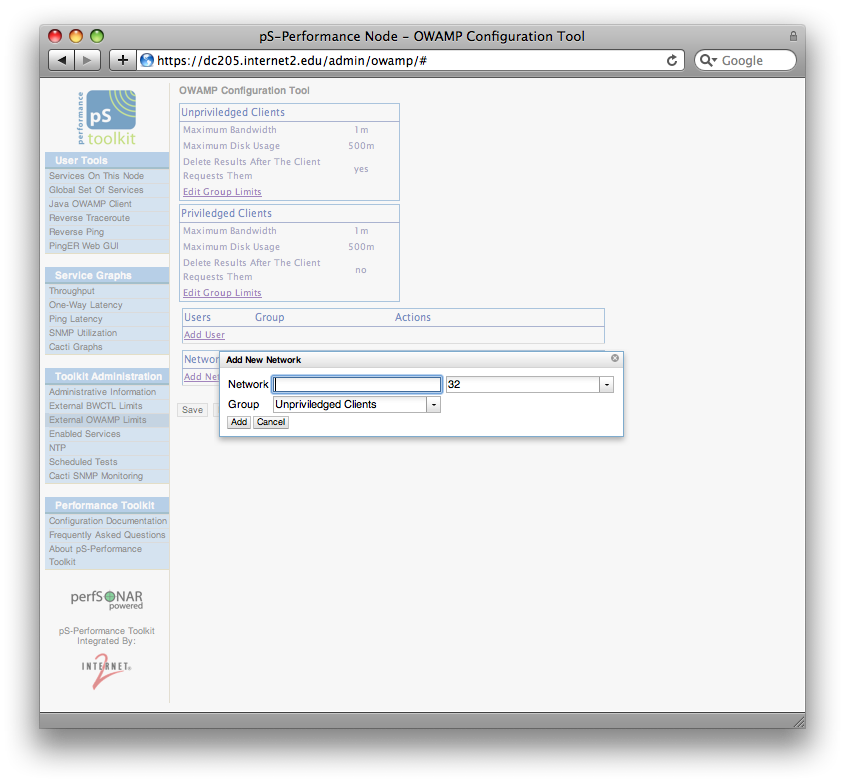 pS-Performance Node - OWAMP Configuration Tool
https://dc205.internet2.edu/admin/owamp/#
Google
performance
pS
toolkit
User Tools
Services On This Node
Global Set Of Services
Java OWAMP Client
Reverse Traceroute
Reverse Ping
PingER Web GUI
Service Graphs
Throughput
One-Way Latency
Ping Latency
SNMP Utilization
Cacti Graphs
Toolkit Administration
Administrative Information
External BWCTL Limits
External OWAMP Limits
Enabled Services
NTP
Scheduled Tests
Cacti SNMP Monitoring
Performance Toolkit
Configuration Documentation
Frequently Asked Questions
About pS-Performance
Toolkit
perfSONAR
powered
pS-Performance Toolkit
Integrated By:
INTERNET
2
OWAMP Configuration Tool
Unpriviledged Clients
Maximum Bandwidth 1m
Maximum Disk Usage 500m
Delete Results After The Client
Requests Them yes
Edit Group Limits
Priviledged Clients
Maximum Bandwidth 1m
Maximum Disk Usage 500m
Delete Results After The Client
Requests Them no
Edit Group Limits
Users Group Actions
Add User
Networ
Add Net
Save
Add New Network
Network 32
Group Unpriviledged Clients
Add Cancel